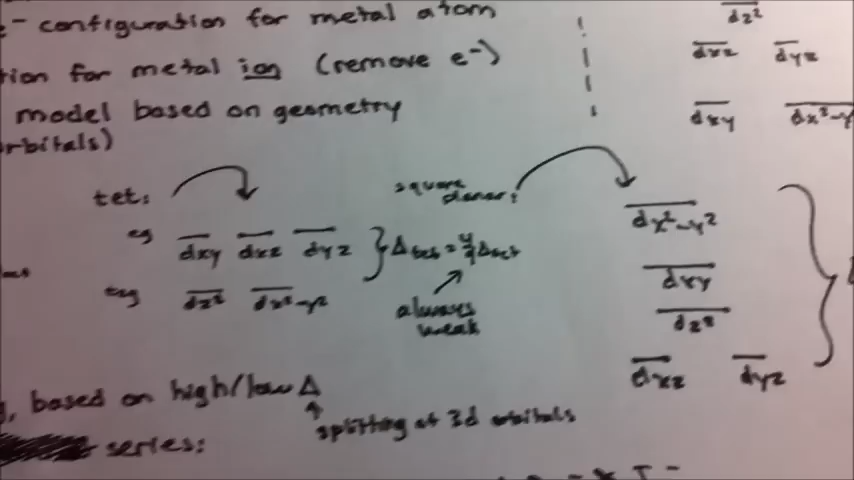 e⁻ configuration for metal atom
tion for metal ion (remove e⁻)
model based on geometry
orbitals)
dz²
dxz dyz
dxy dx²-y
tet:
eg dxy dxz dyz } Δtet = 4/9 Δoct
dz² dx²-y²
always
weak
square
planar:
dx²-y²
dxy
dz²
dxz dyz
, based on high/low Δ
splitting of 3d orbitals
series: